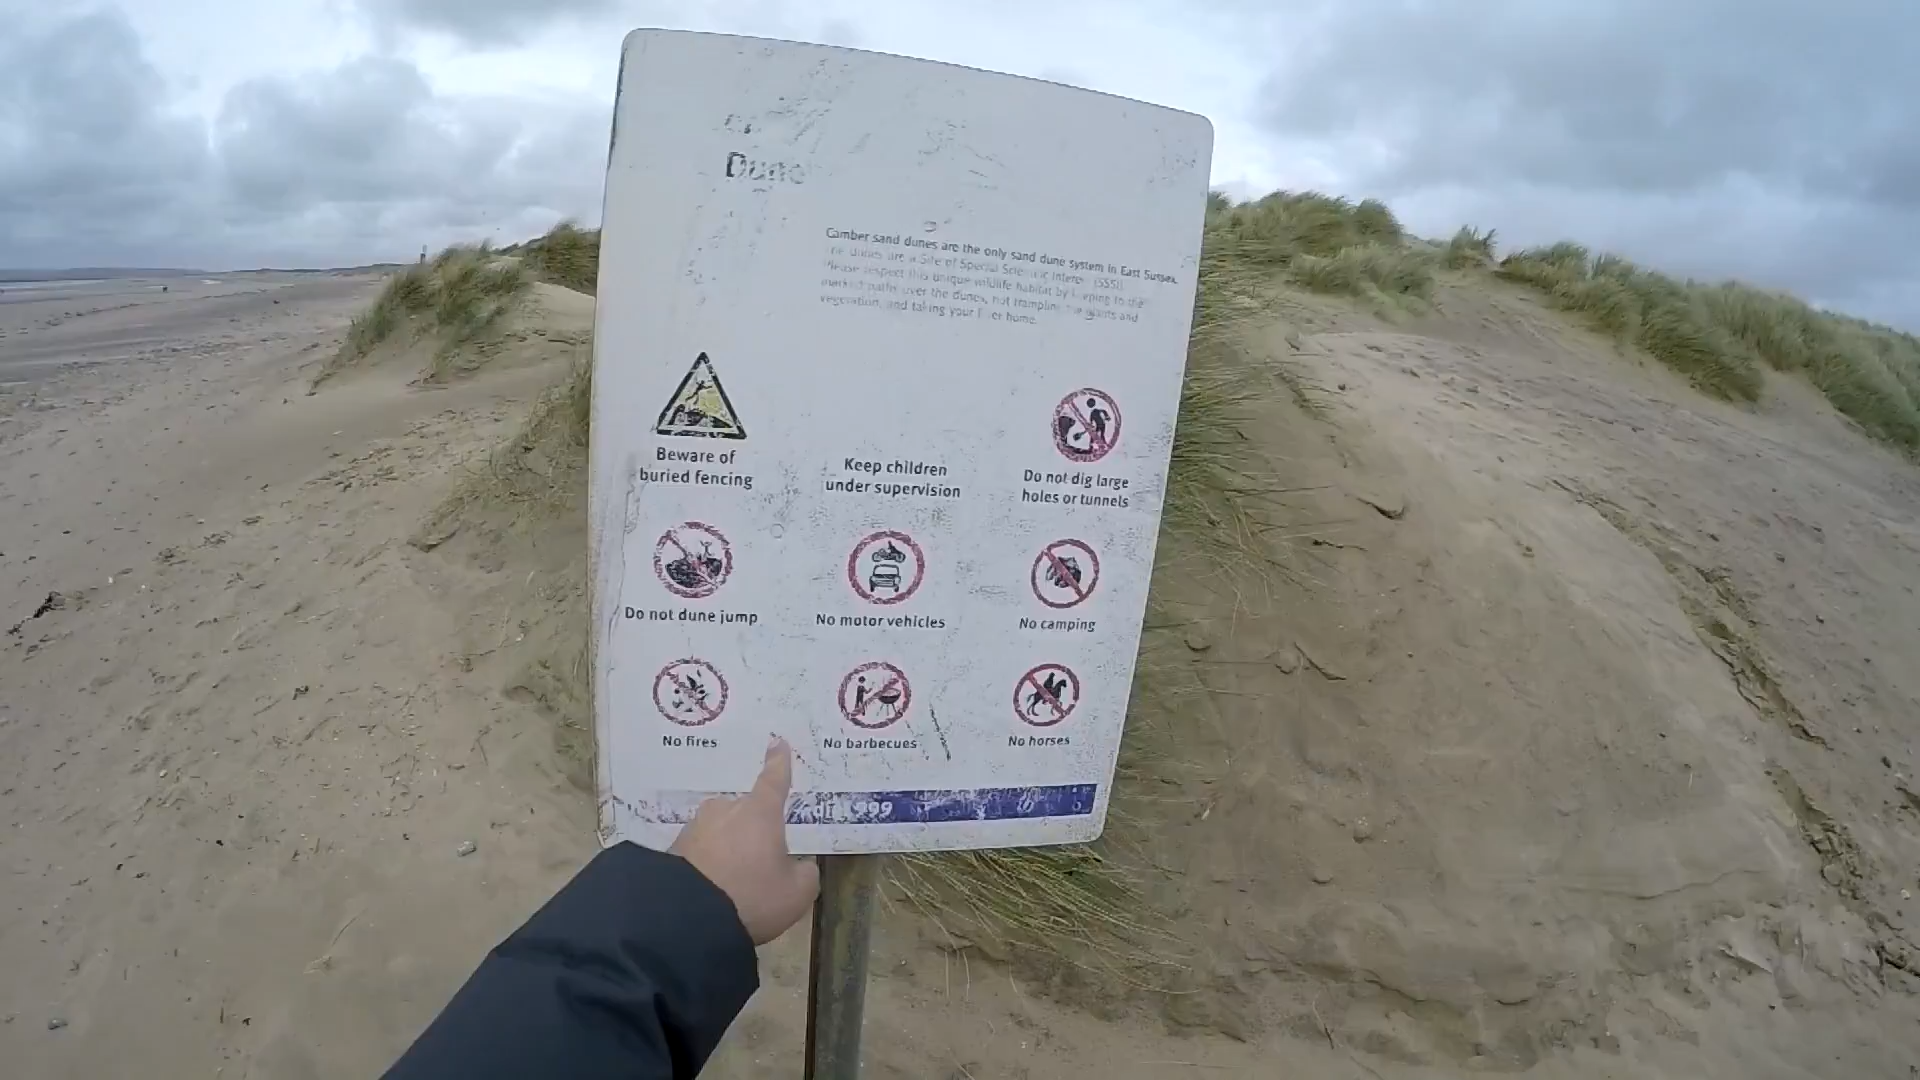 Dune
Camber sand dunes are the only sand dune system in East Sussex.
The dunes are a Site of Special Scientific Interest (SSSI).
Please respect this unique wildlife habitat by keeping to the
marked paths over the dunes, not trampling the plants and
vegetation, and taking your litter home.
Beware of
buried fencing
Keep children
under supervision
Do not dig large
holes or tunnels
Do not dune jump
No motor vehicles
No camping
No fires
No barbecues
No horses
999